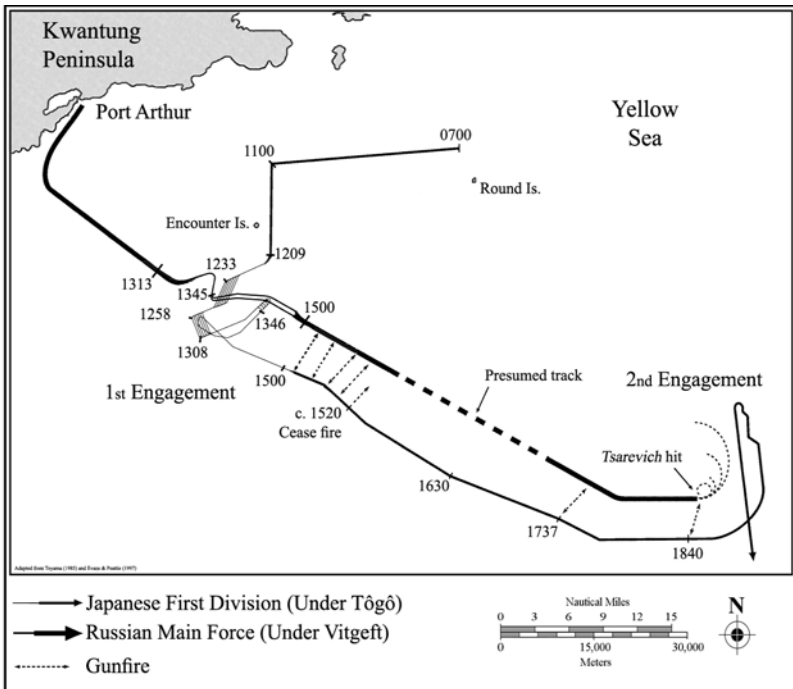 Kwantung
Peninsula
Port Arthur
Yellow
Sea
0700
1100
Round Is.
Encounter Is.
1209
1233
1313
1345
1258
1500
1346
1308
1500
1st Engagement
Presumed track
2nd Engagement
c. 1520
Cease fire
Tsarevich hit
1630
1737
1840
Adapted from Toyama (1985) and Evans & Peattie (1997)
Japanese First Division (Under Tôgô)
Russian Main Force (Under Vitgeft)
Gunfire
Nautical Miles
0 3 6 9 12 15
0 15,000 30,000
Meters
N